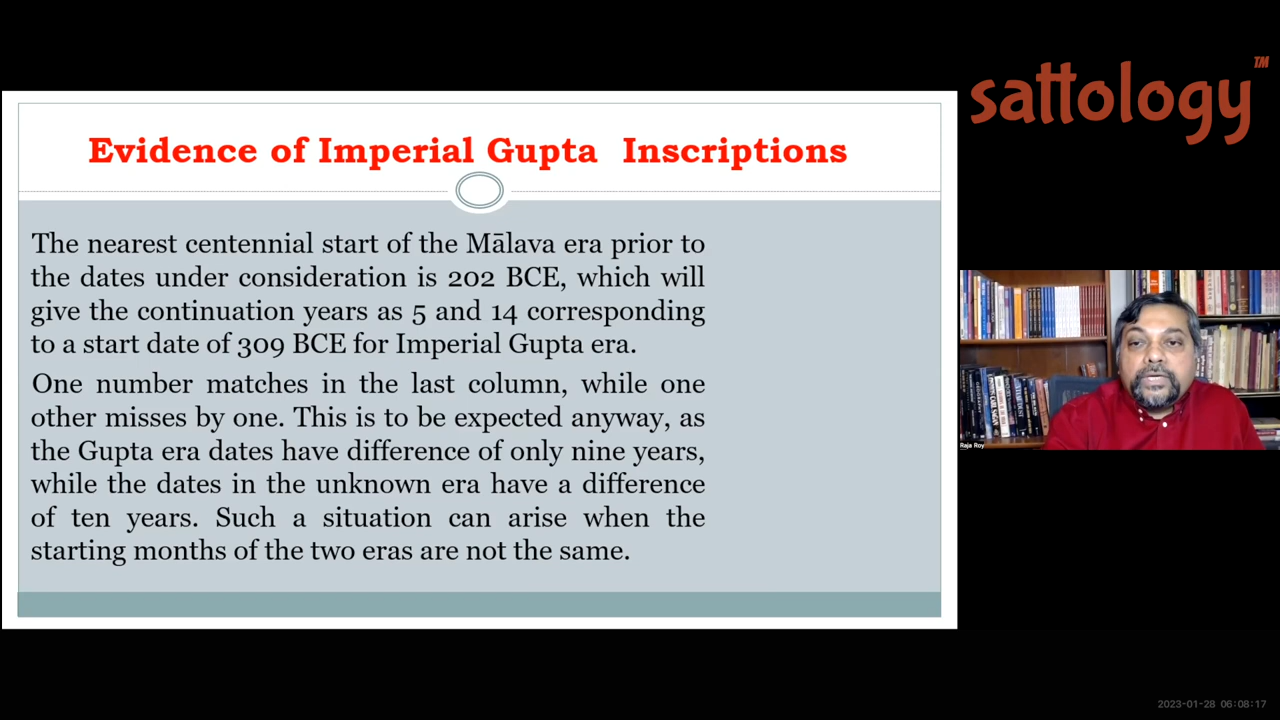 sattology™
Evidence of Imperial Gupta Inscriptions
The nearest centennial start of the Mālava era prior to
the dates under consideration is 202 BCE, which will
give the continuation years as 5 and 14 corresponding
to a start date of 309 BCE for Imperial Gupta era.
One number matches in the last column, while one
other misses by one. This is to be expected anyway, as
the Gupta era dates have difference of only nine years,
while the dates in the unknown era have a difference
of ten years. Such a situation can arise when the
starting months of the two eras are not the same.
Raja Roy
2023-01-28 06:08:17